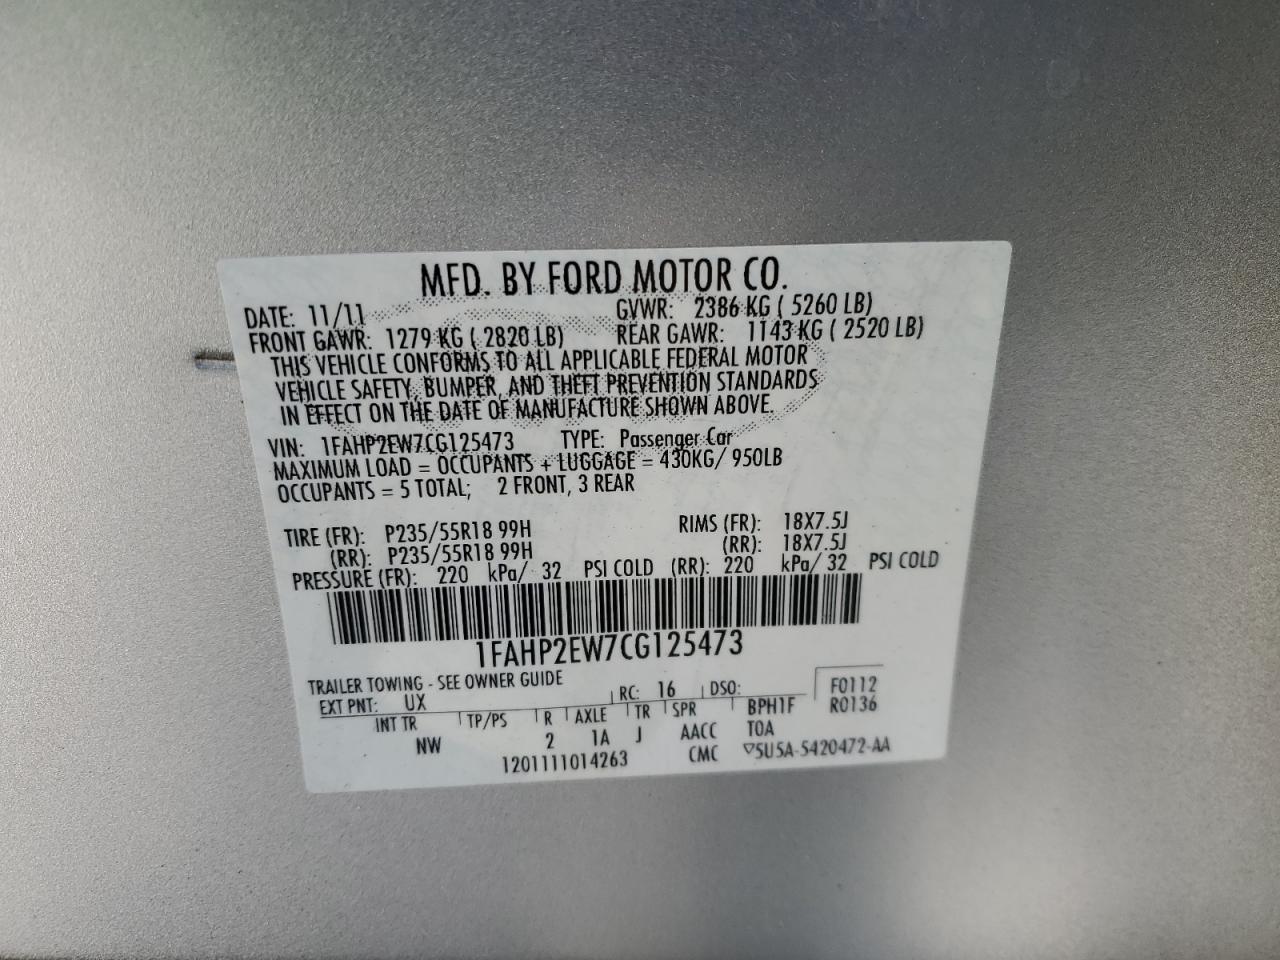 MFD. BY FORD MOTOR CO.
DATE: 11/11 GVWR: 2386 KG ( 5260 LB)
FRONT GAWR: 1279 KG ( 2820 LB) REAR GAWR: 1143 KG ( 2520 LB)
THIS VEHICLE CONFORMS TO ALL APPLICABLE FEDERAL MOTOR
VEHICLE SAFETY, BUMPER, AND THEFT PREVENTION STANDARDS
IN EFFECT ON THE DATE OF MANUFACTURE SHOWN ABOVE.
VIN: 1FAHP2EW7CG125473 TYPE: Passenger Car
MAXIMUM LOAD = OCCUPANTS + LUGGAGE = 430KG/ 950LB
OCCUPANTS = 5 TOTAL; 2 FRONT, 3 REAR
TIRE (FR): P235/55R18 99H RIMS (FR): 18X7.5J
(RR): P235/55R18 99H (RR): 18X7.5J
PRESSURE (FR): 220 kPa/ 32 PSI COLD (RR): 220 kPa/ 32 PSI COLD
1FAHP2EW7CG125473
TRAILER TOWING - SEE OWNER GUIDE
EXT PNT: UX RC: 16 DSO: F0112
INT TR TP/PS R AXLE TR SPR BPH1F R0136
NW 2 1A J AACC TOA
1201111014263 CMC ▽5U5A-5420472-AA